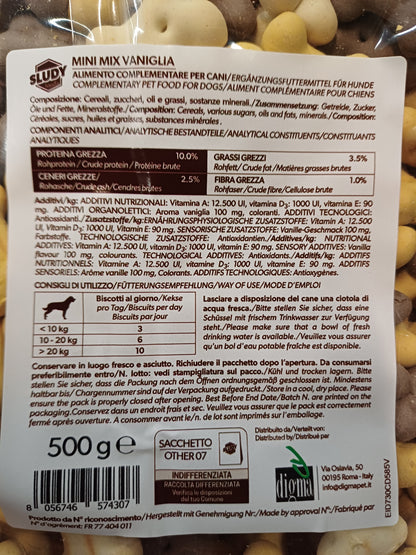 SLUDY
MINI MIX VANIGLIA
ALIMENTO COMPLEMENTARE PER CANI/ERGÄNZUNGSFUTTERMITTEL FÜR HUNDE
COMPLEMENTARY PET FOOD FOR DOGS/ALIMENT COMPLÉMENTAIRE POUR CHIENS
Composizione: Cereali, zuccheri, oli e grassi, sostanze minerali./Zusammensetzung: Getreide, Zucker,
Öle und Fette, Mineralstoffe./Composition: Cereals, various sugars, oils and fats, minerals./Composition:
Céréales, sucres, huiles et graisses, substances minérales.
COMPONENTI ANALITICI/ANALYTISCHE BESTANDTEILE/ANALYTICAL CONSTITUENTS/CONSTITUANTS
ANALYTIQUES
PROTEINA GREZZA 10.0%
Rohprotein/Crude protein/Protéine brute
GRASSI GREZZI 3.5%
Rohfett/Crude fat/Matières grasses brutes
CENERI GREZZE/ 2.5%
Rohasche/Crude ash/Cendres brutes
FIBRA GREZZA 1.0%
Rohfaser/Crude fibre/Cellulose brute
Additivi/kg: ADDITIVI NUTRIZIONALI: Vitamina A: 12.500 UI, vitamina D3: 1000 UI, vitamina E: 90
mg. ADDITIVI ORGANOLETTICI: Aroma vaniglia 100 mg, coloranti. ADDITIVI TECNOLOGICI:
Antiossidanti./Zusatzstoffe/kg:ERNÄHRUNGSPHYSIOLOGISCHE ZUSATZSTOFFE: Vitamin A: 12.500
UI, Vitamin D3: 1000 UI, Vitamin E: 90 mg. SENSORISCHE ZUSATZSTOFFE: Vanille-Geschmack 100 mg,
Farbstoffe. TECHNOLOGISCHE ZUSATZSTOFFE: Antioxidantien./Additives/kg: NUTRITIONAL
ADDITIVES: Vitamin A: 12.500 UI, vitamin D3: 1000 UI, vitamin E: 90 mg. SENSORY ADDITIVES: Vanilla
flavour 100 mg, colourants. TECHNOLOGICAL ADDITIVES: Antioxidants./Additifs/kg: ADDITIFS
NUTRITIONNELS: Vitamine A: 12.500 UI, vitamine D3: 1000 UI, vitamine E: 90 mg. ADDITIFS
SENSORIELS: Arôme vanille 100 mg, Colorants. ADDITIFS TECHNOLOGIQUES: Antioxygènes.
CONSIGLI DI UTILIZZO/FÜTTERUNGSEMPFEHLUNG/WAY OF USE/MODE D'EMPLOI
Biscotti al giorno/Kekse
pro Tag/Biscuits per day
Biscuits par jour
< 10 kg 3
10 - 20 kg 6
> 20 kg 10
Lasciare a disposizione del cane una ciotola di
acqua fresca./Bitte stellen Sie sicher, dass eine
Schüssel mit frischem Trinkwasser zur Verfügung
steht./Please make sure that a bowl of fresh
drinking water is available./Veuillez vous assurer
qu'un bol d'eau potable fraîche est disponible.
Conservare in luogo fresco e asciutto. Richiudere il pacchetto dopo l'apertura. Da consumarsi
preferibilmente entro/N. lotto: vedi stampigliatura sul pacco./Kühl und trocken lagern. Bitte
stellen Sie sicher, dass die Packung nach dem Öffnen ordnungsgemäß geschlossen ist. Mindestens
haltbar bis/Chargennummer sind auf der Verpackung aufgedruckt./Store in a cool, dry place. Please
ensure the pack is properly closed after opening. Best Before End Date/Batch N. are printed on the
packaging.Conservez dans un endroit frais et sec. Veuillez vous assurer que le pack est correctement
fermé après ouverture. A consommer avant le/n. de lot sont imprimés sur l'emballage.
500 g e
SACCHETTO
OTHER 07
INDIFFERENZIATA
RACCOLTA DIFFERENZIATA
Verifica le disposizioni
del tuo Comune
Distribuito da/Verteilt von:
Distributed by/Distribué par
digma
Via Oslavia, 50
00195 Roma - Italy
info@digmapet.it
EID730CD585V
8 056746 574307
Prodotto da N° riconoscimento/Hergestellt mit Genehmigung Nr./Made by approval N°./Fabriqué par
N° d'agrément: FR 77 404 011